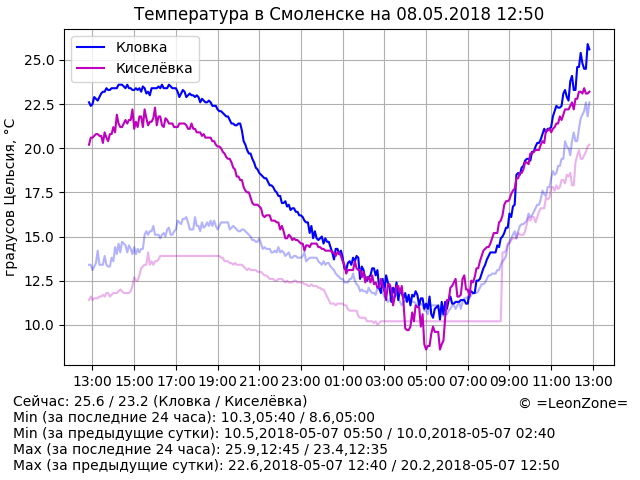 Температура в Смоленске на 08.05.2018 12:50
Кловка
Киселёвка
градусов Цельсия, °C
25.0
22.5
20.0
17.5
15.0
12.5
10.0
13:00 15:00 17:00 19:00 21:00 23:00 01:00 03:00 05:00 07:00 09:00 11:00 13:00
Сейчас: 25.6 / 23.2 (Кловка / Киселёвка)
© =LeonZone=
Min (за последние 24 часа): 10.3,05:40 / 8.6,05:00
Min (за предыдущие сутки): 10.5,2018-05-07 05:50 / 10.0,2018-05-07 02:40
Max (за последние 24 часа): 25.9,12:45 / 23.4,12:35
Max (за предыдущие сутки): 22.6,2018-05-07 12:40 / 20.2,2018-05-07 12:50